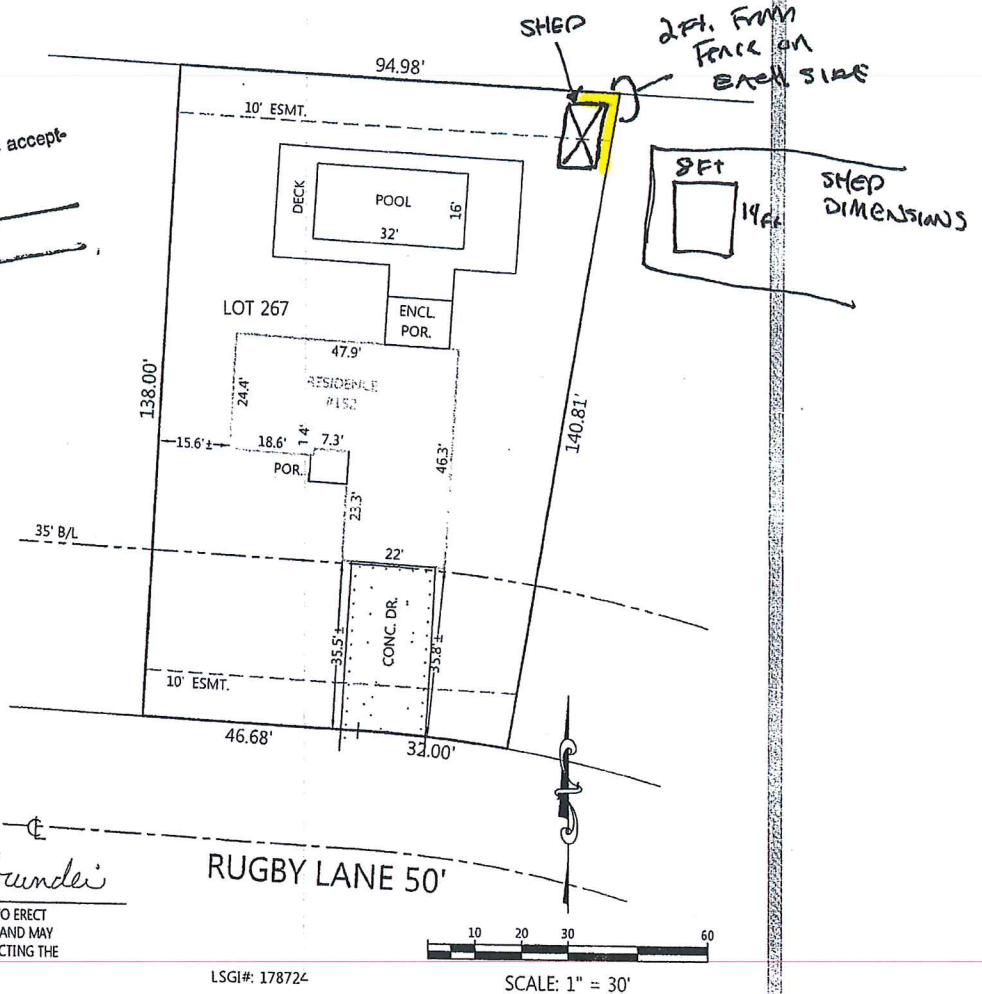 SHED
2Ft. From
Fence on
EACH SIDE
94.98'
10' ESMT.
accept-
8Ft
SHED
DIMENSIONS
14Ft
DECK
POOL
16'
32'
LOT 267
ENCL.
POR.
47.9'
RESIDENCE
#152
24.4'
138.00'
140.81'
15.6'±
18.6'
1 4'
7.3'
POR.
46.3'
23.3'
35' B/L
22'
CONC. DR.
35.5'±
35.8'±
10' ESMT.
46.68'
32.00'
RUGBY LANE 50'
TO ERECT
AND MAY
CTING THE
10 20 30 60
LSGI#: 17872
SCALE: 1" = 30'